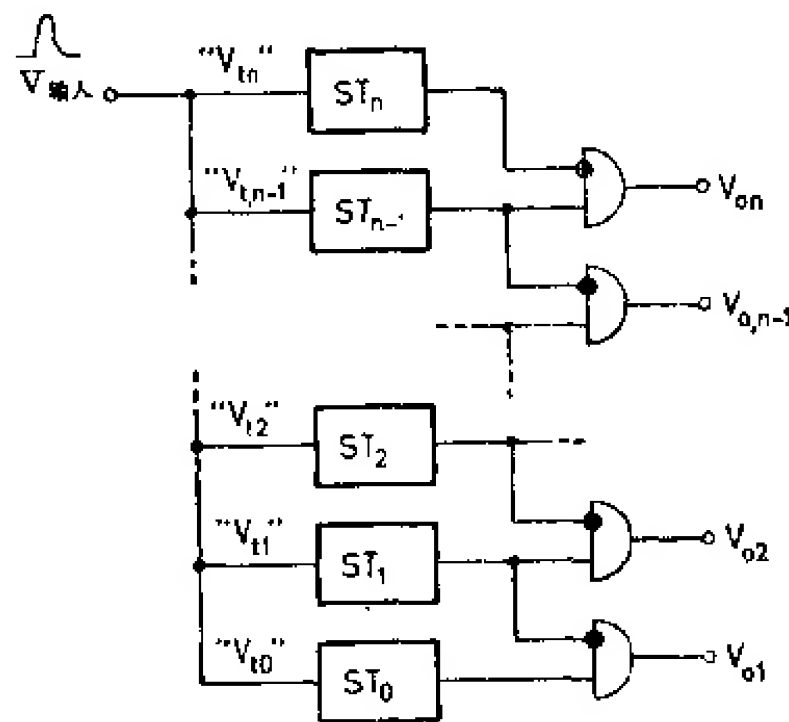 "Vtn"
STn
V输入
"Vt,n-1"
STn-1
Von
Vo,n-1
"Vt2"
ST2
"Vt1"
ST1
Vo2
"Vt0"
ST0
Vo1